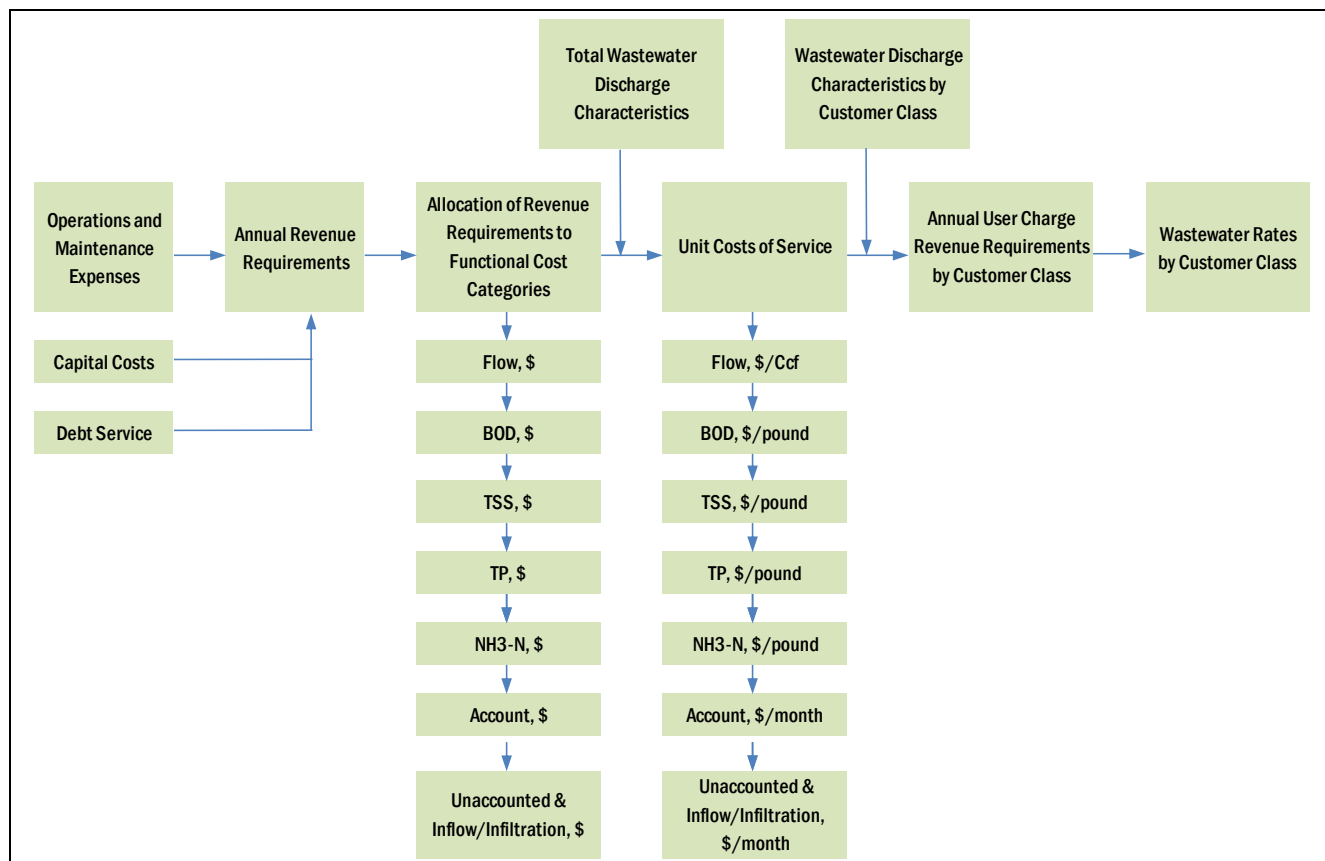 Total Wastewater
Discharge
Characteristics
Wastewater Discharge
Characteristics by
Customer Class
Operations and
Maintenance
Expenses
Annual Revenue
Requirements
Allocation of Revenue
Requirements to
Functional Cost
Categories
Unit Costs of Service
Annual User Charge
Revenue Requirements
by Customer Class
Wastewater Rates
by Customer Class
Capital Costs
Debt Service
Flow, $
BOD, $
TSS, $
TP, $
NH3-N, $
Account, $
Unaccounted &
Inflow/Infiltration, $
Flow, $/Ccf
BOD, $/pound
TSS, $/pound
TP, $/pound
NH3-N, $/pound
Account, $/month
Unaccounted &
Inflow/Infiltration,
$/month